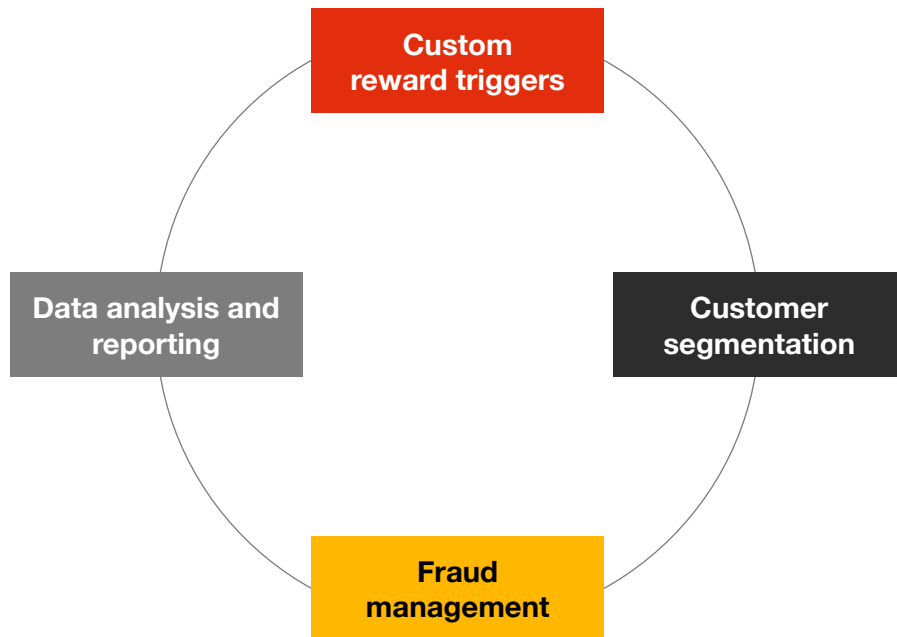 Custom
reward triggers
Data analysis and
reporting
Customer
segmentation
Fraud
management